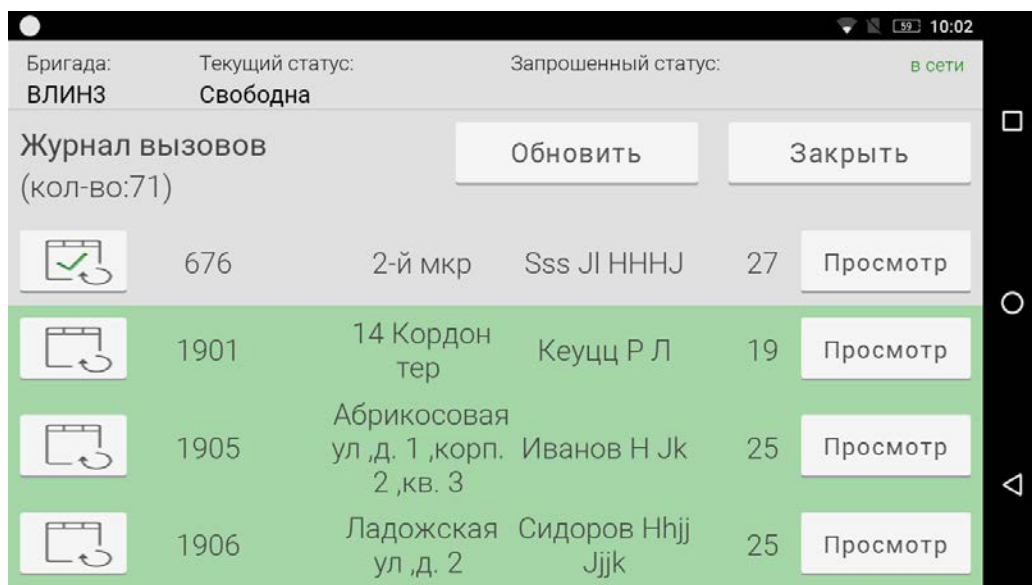 59 10:02
Бригада: Текущий статус: Запрошенный статус: в сети
ВЛИН3 Свободна
Журнал вызовов Обновить Закрыть
(кол-во:71)
676 2-й мкр Sss Jl HHHJ 27 Просмотр
1901 14 Кордон тер Кеуцц Р Л 19 Просмотр
1905 Абрикосовая ул ,д. 1 ,корп. 2 ,кв. 3 Иванов Н Jk 25 Просмотр
1906 Ладожская ул ,д. 2 Сидоров Hhjj Jjjk 25 Просмотр